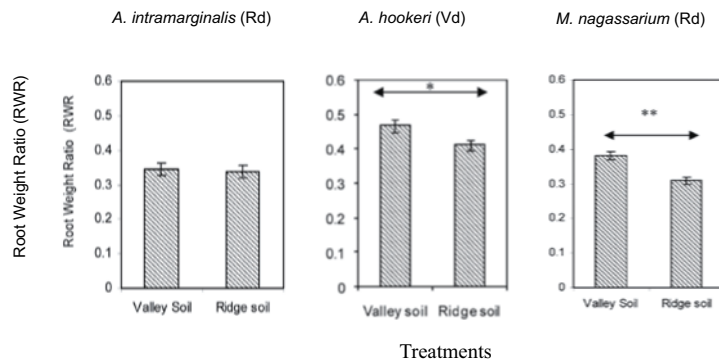 A. intramarginalis (Rd)
A. hookeri (Vd)
M. nagassarium (Rd)
Root Weight Ratio (RWR)
Root Weight Ratio (RWR
0.6
0.5
0.4
0.3
0.2
0.1
0
Valley Soil
Ridge soil
0.6
0.5
0.4
0.3
0.2
0.1
0
*
Valley soil
Ridge soil
0.6
0.5
0.4
0.3
0.2
0.1
0
**
Valley Soil
Ridge soil
Treatments